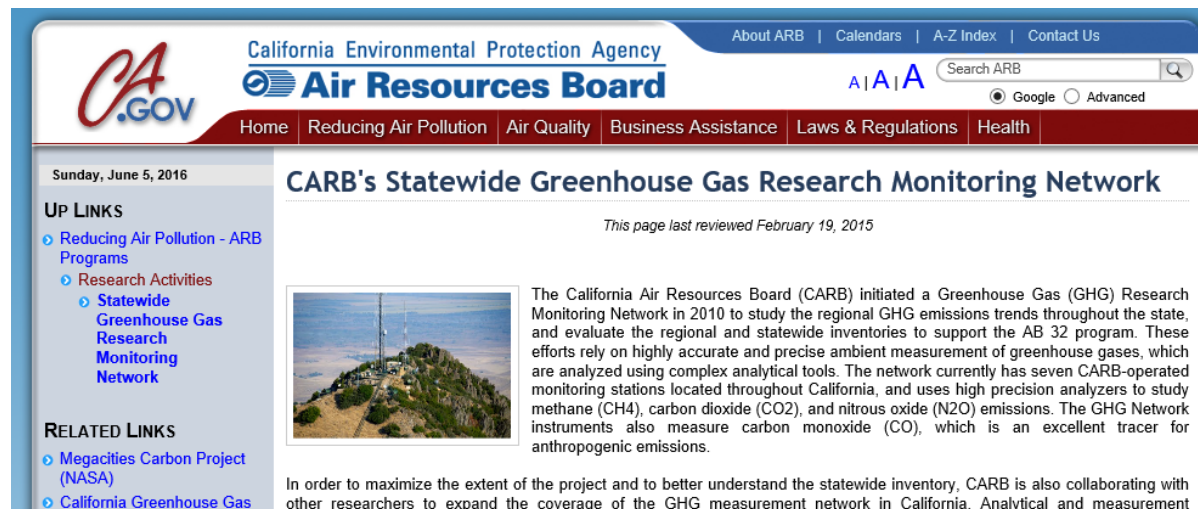 CA
.GOV
California Environmental Protection Agency
Air Resources Board
About ARB | Calendars | A-Z Index | Contact Us
A | A | A
Search ARB
Google Advanced
Home Reducing Air Pollution Air Quality Business Assistance Laws & Regulations Health
Sunday, June 5, 2016
UP LINKS
Reducing Air Pollution - ARB
Programs
Research Activities
Statewide
Greenhouse Gas
Research
Monitoring
Network
RELATED LINKS
Megacities Carbon Project
(NASA)
California Greenhouse Gas
CARB's Statewide Greenhouse Gas Research Monitoring Network
This page last reviewed February 19, 2015
The California Air Resources Board (CARB) initiated a Greenhouse Gas (GHG) Research
Monitoring Network in 2010 to study the regional GHG emissions trends throughout the state,
and evaluate the regional and statewide inventories to support the AB 32 program. These
efforts rely on highly accurate and precise ambient measurement of greenhouse gases, which
are analyzed using complex analytical tools. The network currently has seven CARB-operated
monitoring stations located throughout California, and uses high precision analyzers to study
methane (CH4), carbon dioxide (CO2), and nitrous oxide (N2O) emissions. The GHG Network
instruments also measure carbon monoxide (CO), which is an excellent tracer for
anthropogenic emissions.
In order to maximize the extent of the project and to better understand the statewide inventory, CARB is also collaborating with
other researchers to expand the coverage of the GHG measurement network in California. Analytical and measurement